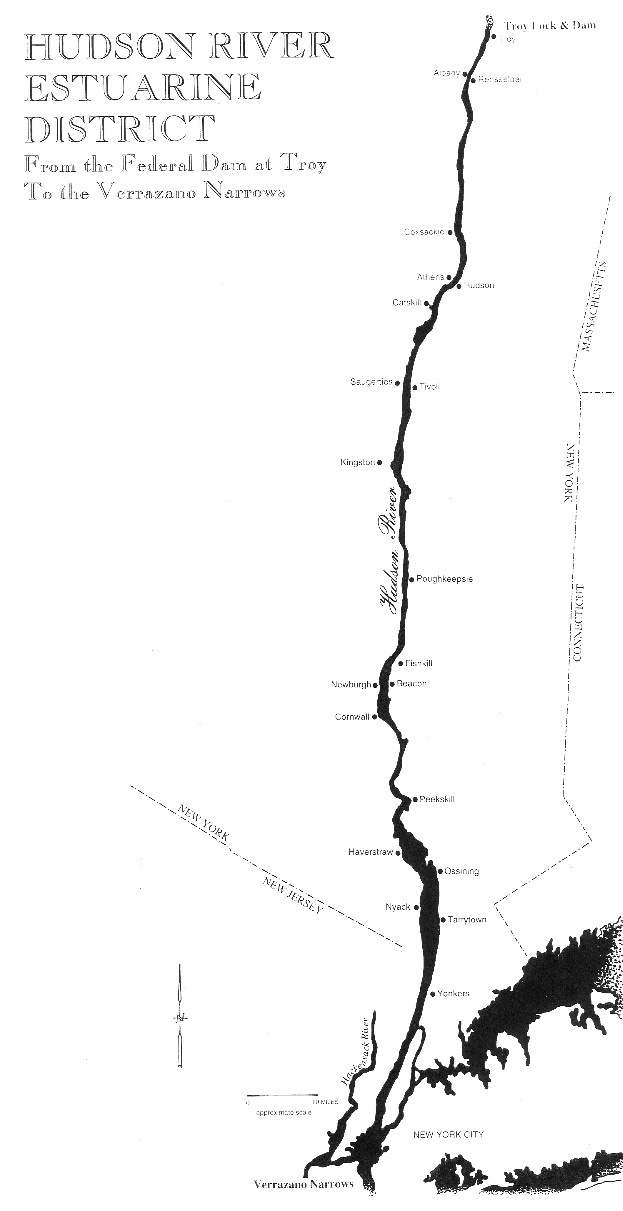 HUDSON RIVER
ESTUARINE
DISTRICT
From the Federal Dam at Troy
To the Verrazano Narrows
Troy Lock & Dam
Troy
Albany
Rensselaer
Coxsackie
Athens
Hudson
Catskill
MASSACHUSETTS
Saugerties
Tivoli
Kingston
NEW YORK
Hudson River
Poughkeepsie
CONNECTICUT
Fishkill
Newburgh
Beacon
Cornwall
Peekskill
NEW YORK
Haverstraw
Ossining
NEW JERSEY
Nyack
Tarrytown
Yonkers
N
Hackensack River
0 10 MILES
approximate scale
NEW YORK CITY
Verrazano Narrows